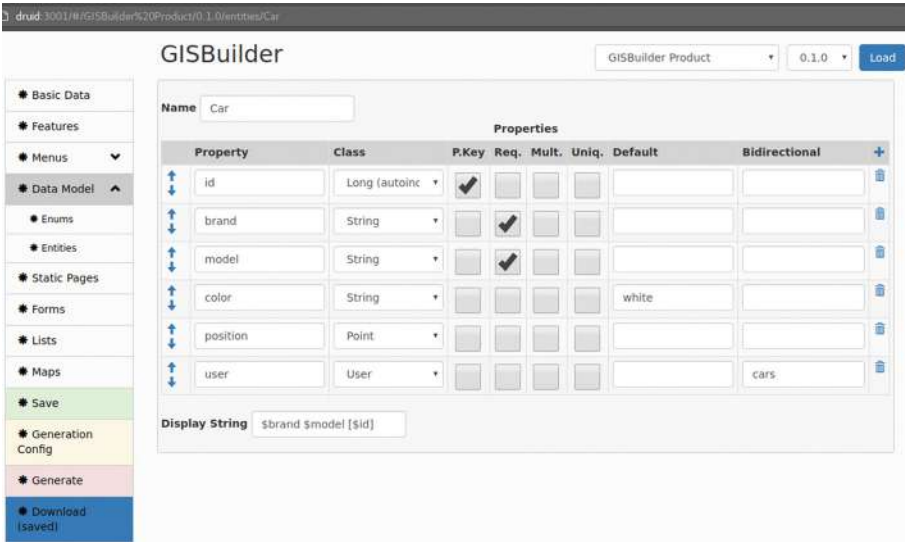 druid:3001/#/GISBuilder%20Product/0.1.0/entities/Car
GISBuilder
GISBuilder Product
0.1.0
Load
Basic Data
Features
Menus
Data Model
Enums
Entities
Static Pages
Forms
Lists
Maps
Save
Generation
Config
Generate
Download
(saved)
Name Car
Properties
Property Class P.Key Req. Mult. Uniq. Default Bidirectional +
id Long (autoinc
brand String
model String
color String white
position Point
user User cars
Display String $brand $model [$id]